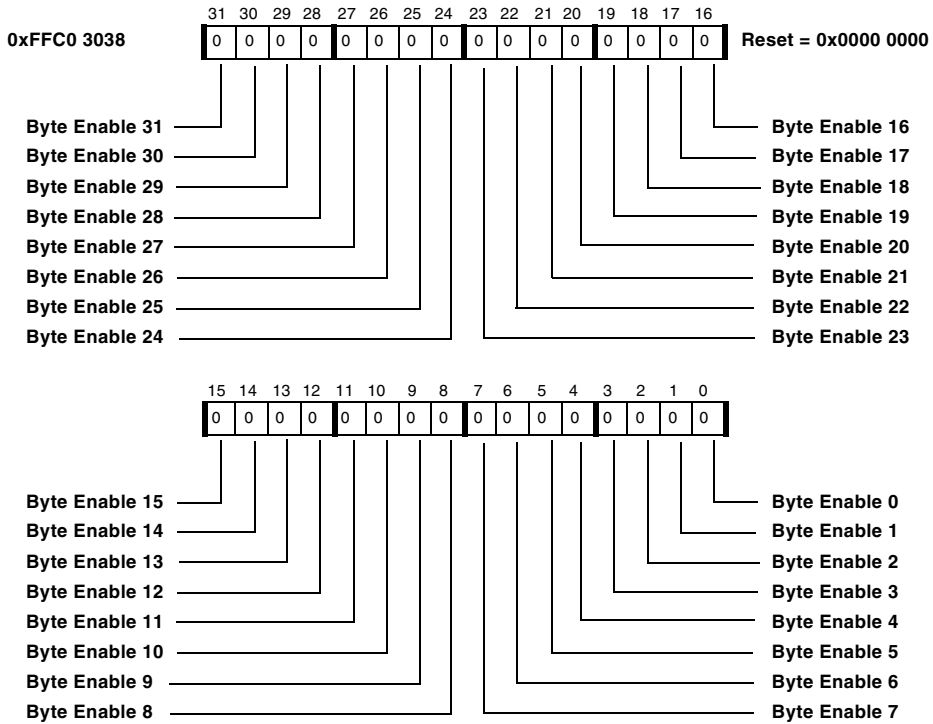 31 30 29 28 27 26 25 24 23 22 21 20 19 18 17 16
0xFFC0 3038 0 0 0 0 0 0 0 0 0 0 0 0 0 0 0 0 Reset = 0x0000 0000
Byte Enable 31 Byte Enable 16
Byte Enable 30 Byte Enable 17
Byte Enable 29 Byte Enable 18
Byte Enable 28 Byte Enable 19
Byte Enable 27 Byte Enable 20
Byte Enable 26 Byte Enable 21
Byte Enable 25 Byte Enable 22
Byte Enable 24 Byte Enable 23
15 14 13 12 11 10 9 8 7 6 5 4 3 2 1 0
0 0 0 0 0 0 0 0 0 0 0 0 0 0 0 0
Byte Enable 15 Byte Enable 0
Byte Enable 14 Byte Enable 1
Byte Enable 13 Byte Enable 2
Byte Enable 12 Byte Enable 3
Byte Enable 11 Byte Enable 4
Byte Enable 10 Byte Enable 5
Byte Enable 9 Byte Enable 6
Byte Enable 8 Byte Enable 7